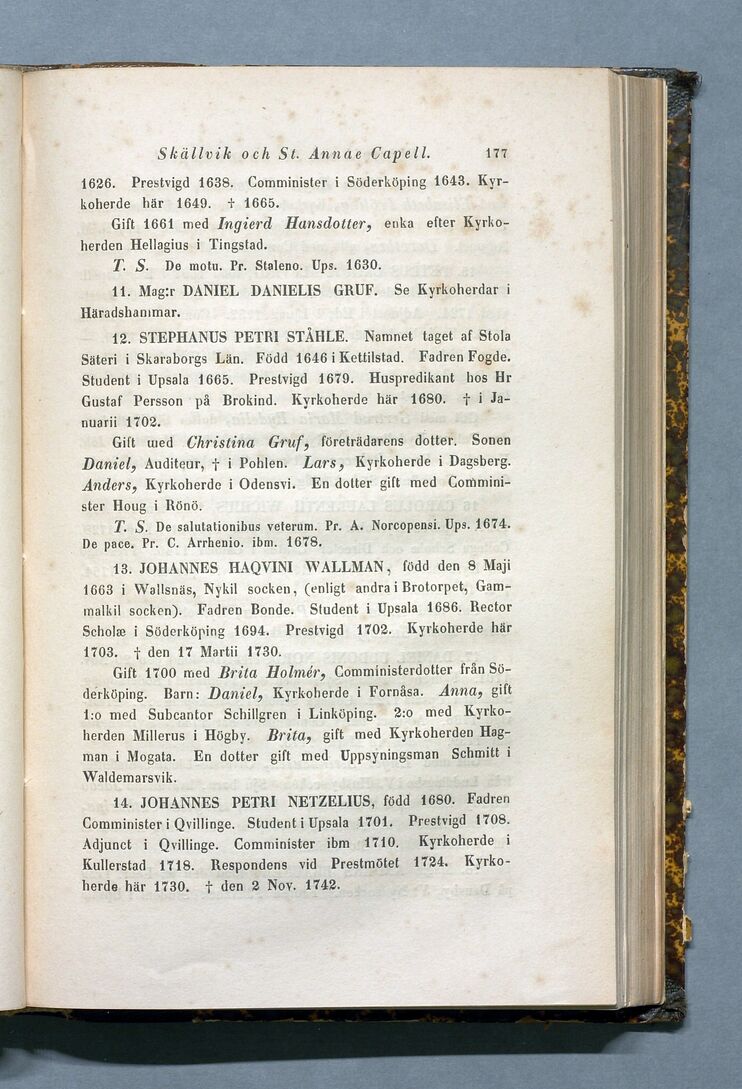 Skällvik och St. Annae Capell. 177
1626. Prestvigd 1638. Comminister i Söderköping 1643. Kyr-
koherde här 1649. † 1665.
Gift 1661 med Ingierd Hansdotter, enka efter Kyrko-
herden Hellagius i Tingstad.
T. S. De motu. Pr. Staleno. Ups. 1630.
11. Mag:r DANIEL DANIELIS GRUF. Se Kyrkoherdar i
Häradshammar.
12. STEPHANUS PETRI STÅHLE. Namnet taget af Stola
Säteri i Skaraborgs Län. Född 1646 i Kettilstad. Fadren Fogde.
Student i Upsala 1665. Prestvigd 1679. Huspredikant hos Hr
Gustaf Persson på Brokind. Kyrkoherde här 1680. † i Ja-
nuarii 1702.
Gift med Christina Gruf, företrädarens dotter. Sonen
Daniel, Auditeur, † i Pohlen. Lars, Kyrkoherde i Dagsberg.
Anders, Kyrkoherde i Odensvi. En dotter gift med Commini-
ster Houg i Rönö.
T. S. De salutationibus veterum. Pr. A. Norcopensi. Ups. 1674.
De pace. Pr. C. Arrhenio. ibm. 1678.
13. JOHANNES HAQVINI WALLMAN, född den 8 Maji
1663 i Wallsnäs, Nykil socken, (enligt andra i Brotorpet, Gam-
malkil socken). Fadren Bonde. Student i Upsala 1686. Rector
Scholæ i Söderköping 1694. Prestvigd 1702. Kyrkoherde här
1703. † den 17 Martii 1730.
Gift 1700 med Brita Holmér, Comministerdotter från Sö-
derköping. Barn: Daniel, Kyrkoherde i Fornåsa. Anna, gift
1:o med Subcantor Schillgren i Linköping. 2:o med Kyrko-
herden Millerus i Högby. Brita, gift med Kyrkoherden Hag-
man i Mogata. En dotter gift med Uppsyningsman Schmitt i
Waldemarsvik.
14. JOHANNES PETRI NETZELIUS, född 1680. Fadren
Comminister i Qvillinge. Student i Upsala 1701. Prestvigd 1708.
Adjunct i Qvillinge. Comminister ibm 1710. Kyrkoherde i
Kullerstad 1718. Respondens vid Prestmötet 1724. Kyrko-
herde här 1730. † den 2 Nov. 1742.